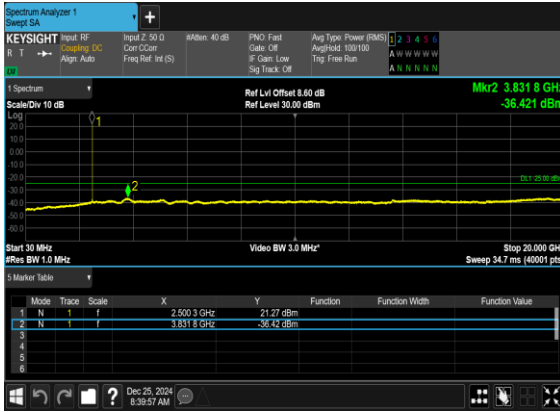 Spectrum Analyzer 1
Swept SA
+
KEYSIGHT Input: RF Input Z: 50 Ω #Atten: 40 dB PNO: Fast Avg Type: Power (RMS) 1 2 3 4 5 6
R T Coupling: DC Corr CCorr Gate: Off Avg|Hold: 100/100 A W W W W W
Align: Auto Freq Ref: Int (S) IF Gain: Low Trig: Free Run
Sig Track: Off A N N N N N
1 Spectrum Ref Lvl Offset 8.60 dB Mkr2 3.831 8 GHz
Scale/Div 10 dB Ref Level 30.00 dBm -36.421 dBm
Log
20.0
10.0
0.00
-10.0
-20.0
-30.0
-40.0
-50.0
-60.0
1
2
DL1 -25.00 dBm
Start 30 MHz Video BW 3.0 MHz* Stop 20.000 GHz
#Res BW 1.0 MHz Sweep 34.7 ms (40001 pts)
5 Marker Table
Mode Trace Scale X Y Function Function Width Function Value
1 N 1 f 2.500 3 GHz 21.27 dBm
2 N 1 f 3.831 8 GHz -36.42 dBm
3
4
5
6
? Dec 25, 2024
8:39:57 AM